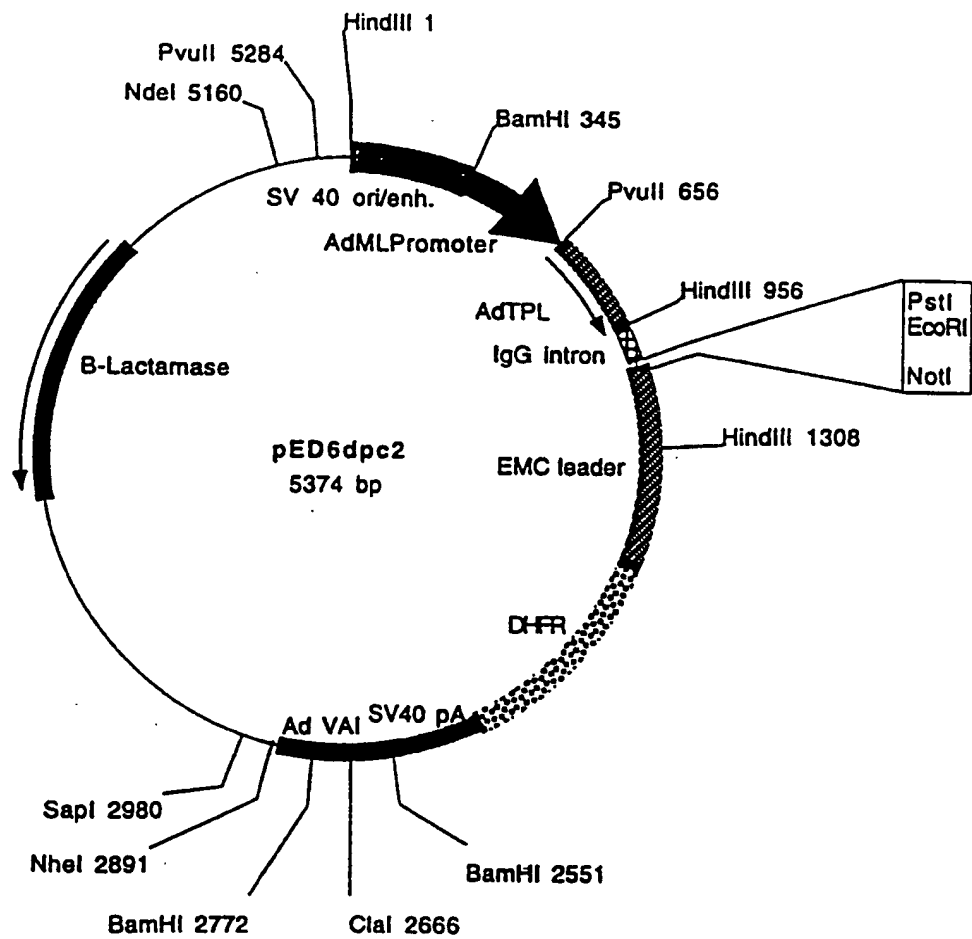 HindIII 1
PvuII 5284
NdeI 5160
BamHI 345
SV 40 ori/enh.
PvuII 656
AdMLPromoter
HindIII 956
AdTPL
PstI
EcoRI
NotI
IgG intron
B-Lactamase
HindIII 1308
pED6dpc2
5374 bp
EMC leader
DHFR
SV40 pA
Ad VAI
SapI 2980
NheI 2891
BamHI 2551
BamHI 2772
ClaI 2666